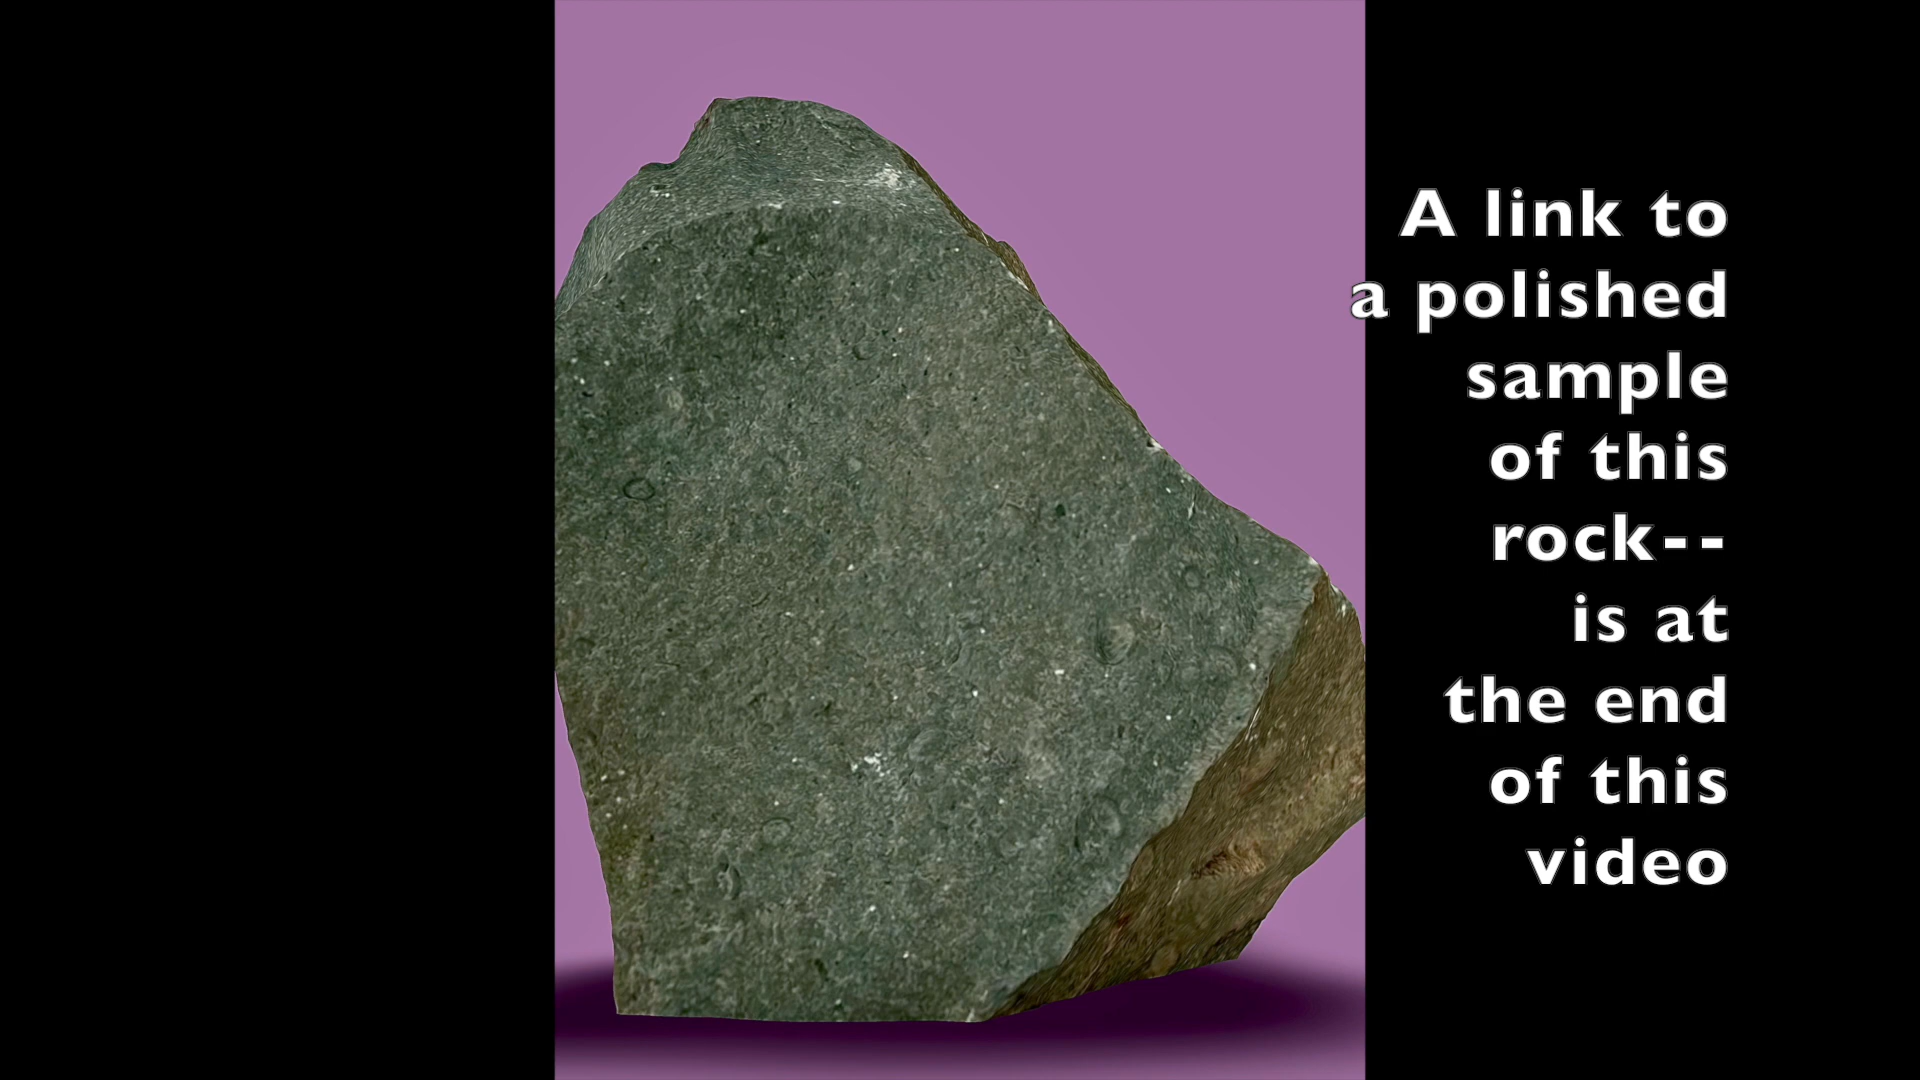 A link to
a polished
sample
of this
rock--
is at
the end
of this
video